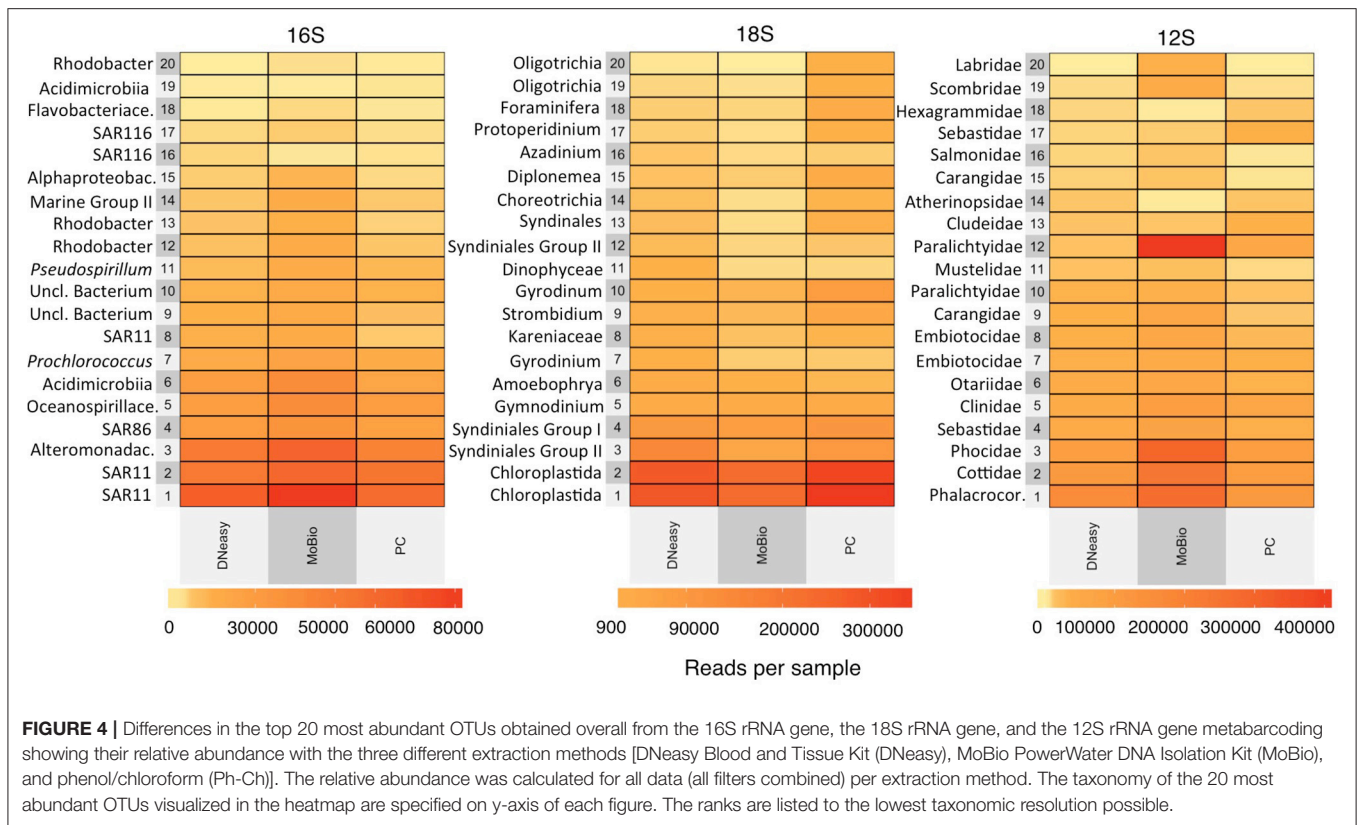 16S
Rhodobacter 20
Acidimicrobiia 19
Flavobacteriace. 18
SAR116 17
SAR116 16
Alphaproteobac. 15
Marine Group II 14
Rhodobacter 13
Rhodobacter 12
Pseudospirillum 11
Uncl. Bacterium 10
Uncl. Bacterium 9
SAR11 8
Prochlorococcus 7
Acidimicrobiia 6
Oceanospirillace. 5
SAR86 4
Alteromonadac. 3
SAR11 2
SAR11 1
DNeasy MoBio PC
0 30000 50000 60000 80000
18S
Oligotrichia 20
Oligotrichia 19
Foraminifera 18
Protoperidinium 17
Azadinium 16
Diplonemea 15
Choreotrichia 14
Syndinales 13
Syndiniales Group II 12
Dinophyceae 11
Gyrodinum 10
Strombidium 9
Kareniaceae 8
Gyrodinium 7
Amoebophrya 6
Gymnodinium 5
Syndiniales Group I 4
Syndiniales Group II 3
Chloroplastida 2
Chloroplastida 1
DNeasy MoBio PC
900 90000 200000 300000
12S
Labridae 20
Scombridae 19
Hexagrammidae 18
Sebastidae 17
Salmonidae 16
Carangidae 15
Atherinopsidae 14
Cludeidae 13
Paralichtyidae 12
Mustelidae 11
Paralichtyidae 10
Carangidae 9
Embiotocidae 8
Embiotocidae 7
Otariidae 6
Clinidae 5
Sebastidae 4
Phocidae 3
Cottidae 2
Phalacrocor. 1
DNeasy MoBio PC
0 100000 200000 300000 400000
Reads per sample
FIGURE 4 | Differences in the top 20 most abundant OTUs obtained overall from the 16S rRNA gene, the 18S rRNA gene, and the 12S rRNA gene metabarcoding
showing their relative abundance with the three different extraction methods [DNeasy Blood and Tissue Kit (DNeasy), MoBio PowerWater DNA Isolation Kit (MoBio),
and phenol/chloroform (Ph-Ch)]. The relative abundance was calculated for all data (all filters combined) per extraction method. The taxonomy of the 20 most
abundant OTUs visualized in the heatmap are specified on y-axis of each figure. The ranks are listed to the lowest taxonomic resolution possible.